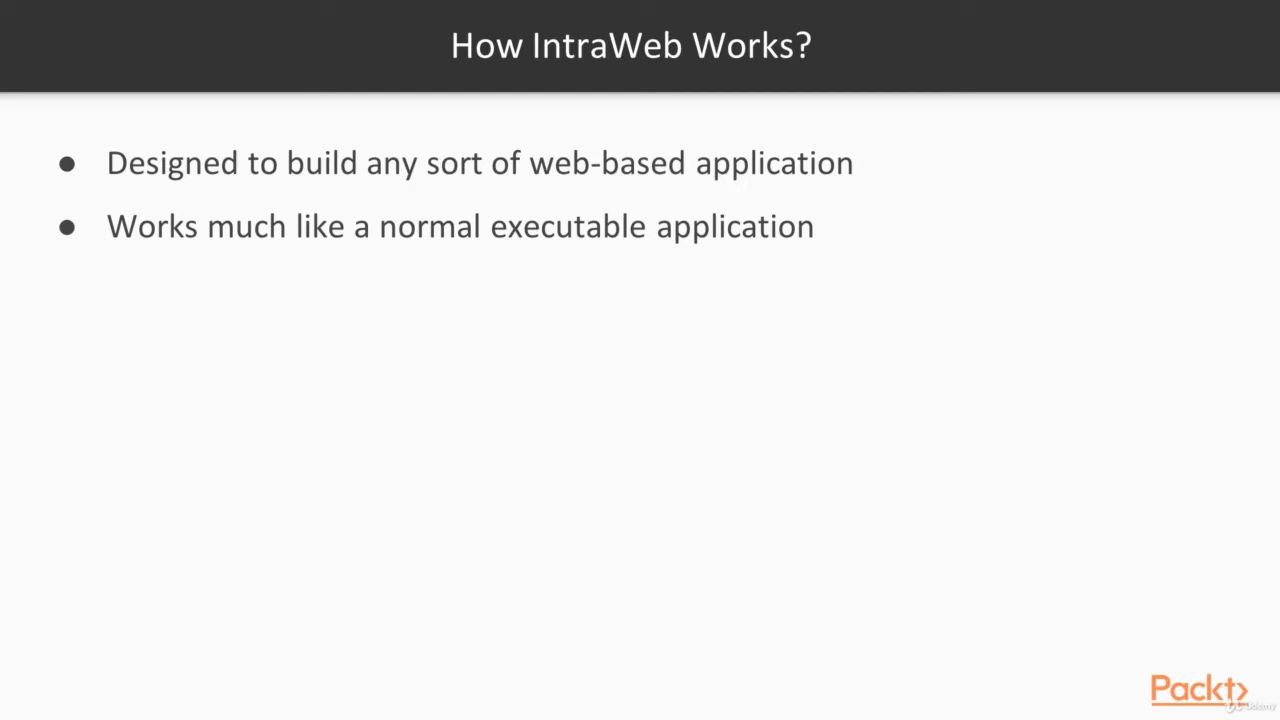 How IntraWeb Works?
● Designed to build any sort of web-based application
● Works much like a normal executable application
Packt>
Udemy